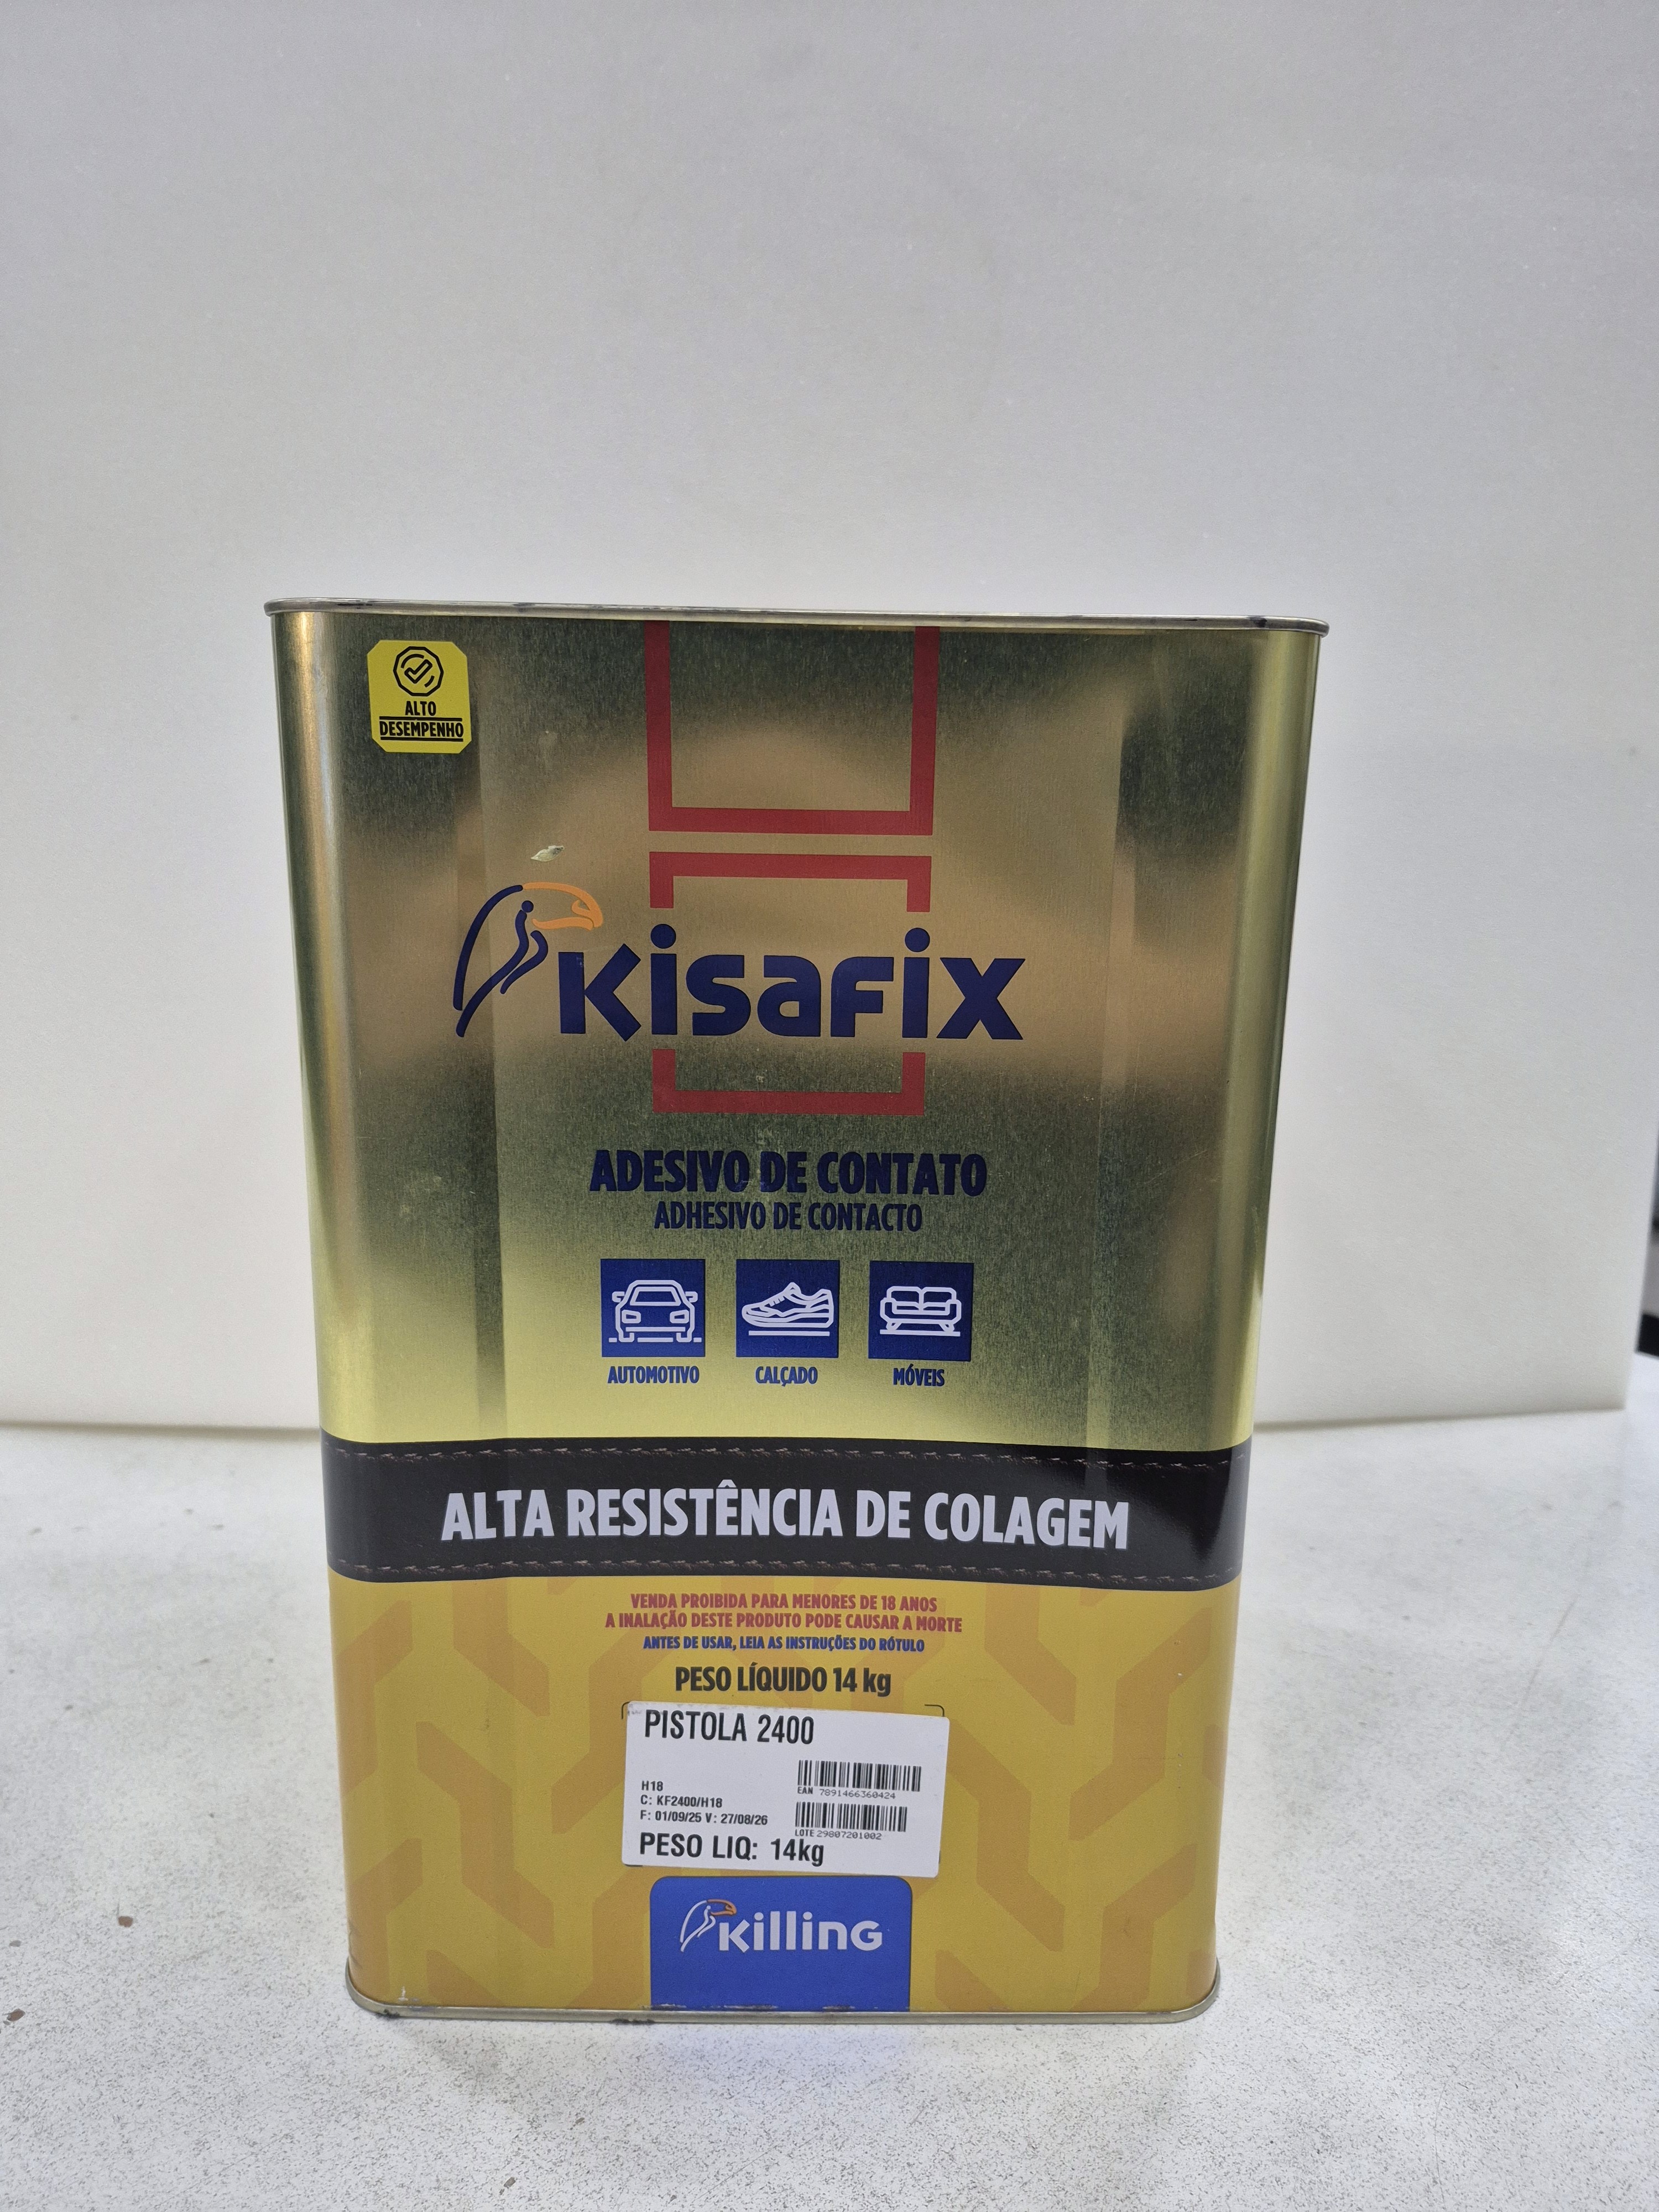 ALTO
DESEMPENHO
Kisafix
ADESIVO DE CONTATO
ADHESIVO DE CONTACTO
AUTOMOTIVO CALÇADO MÓVEIS
ALTA RESISTÊNCIA DE COLAGEM
VENDA PROIBIDA PARA MENORES DE 18 ANOS
A INALAÇÃO DESTE PRODUTO PODE CAUSAR A MORTE
ANTES DE USAR, LEIA AS INSTRUÇÕES DO RÓTULO
PESO LÍQUIDO 14 kg
PISTOLA 2400
H18
EAN 7891466360424
C: KF2400/H18
F: 01/09/25 V: 27/08/26
LOTE 29807201002
PESO LIQ: 14kg
Killing